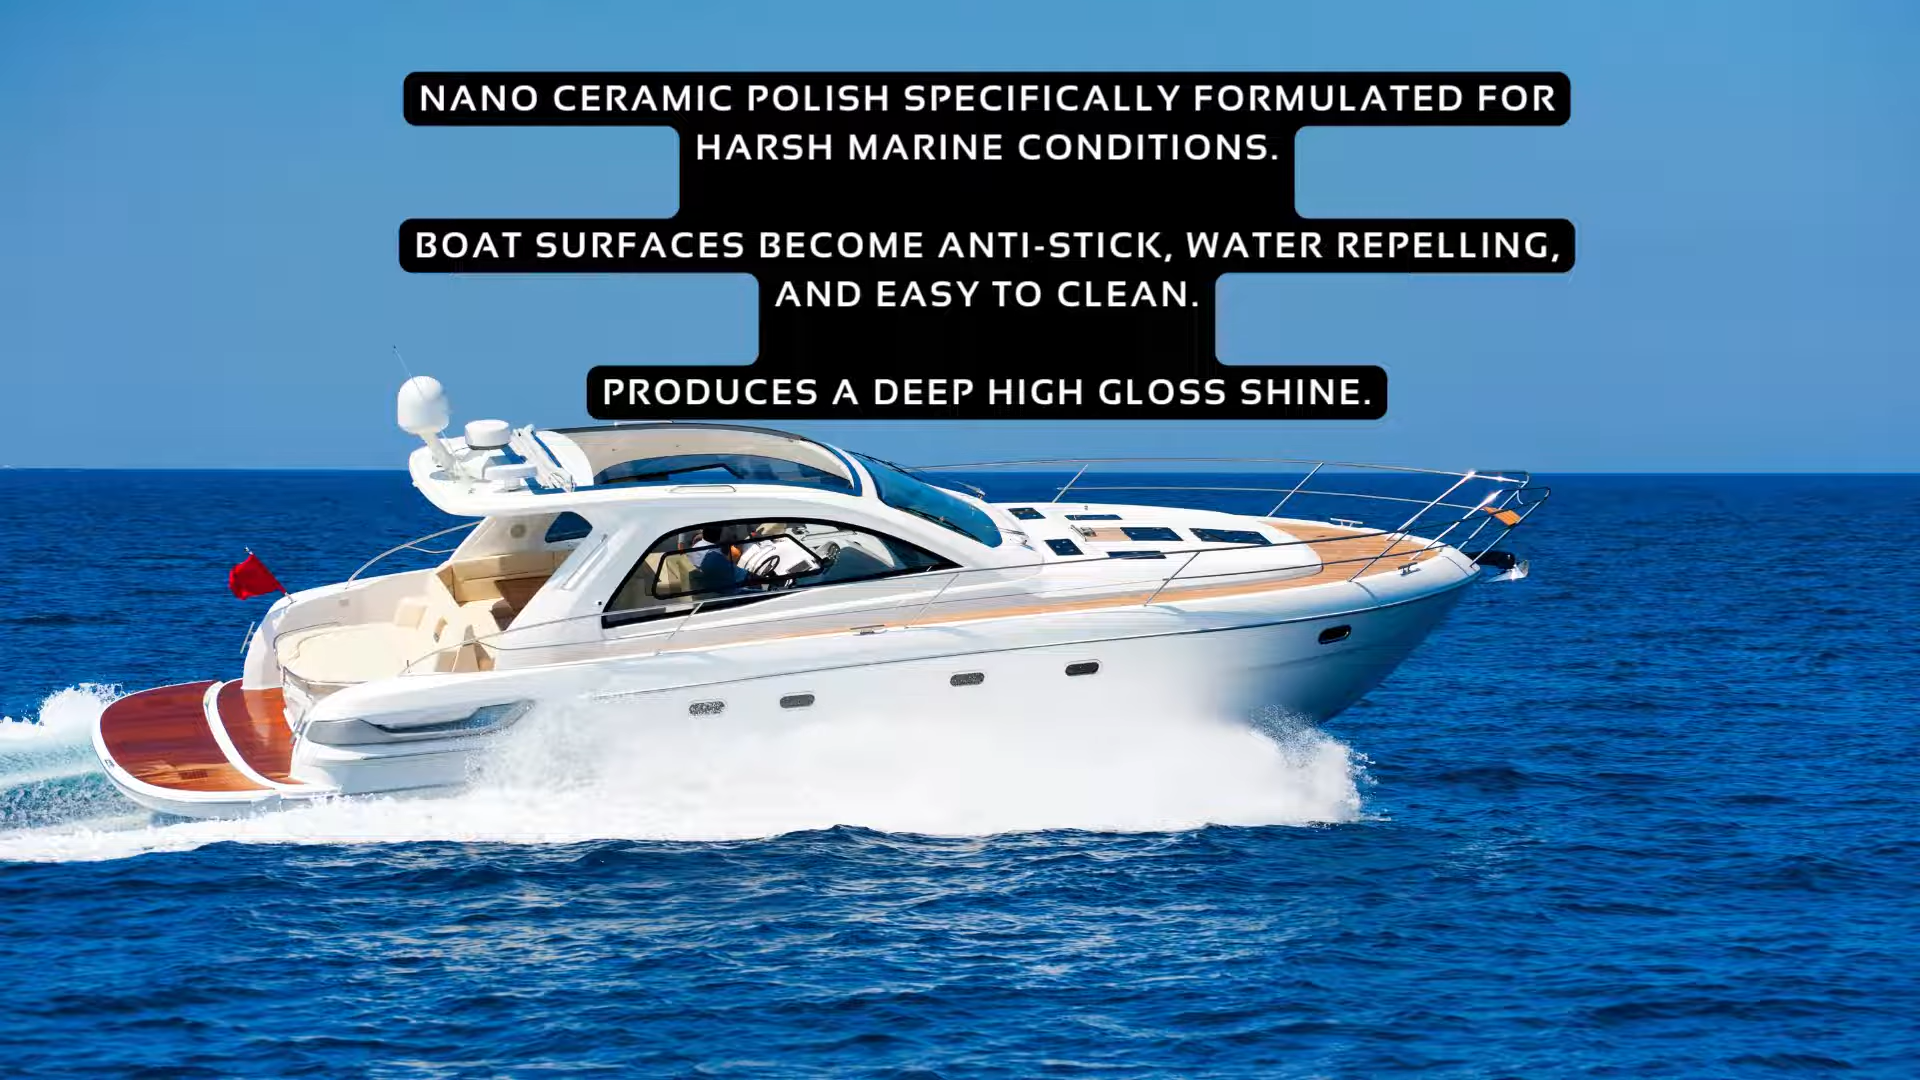 NANO CERAMIC POLISH SPECIFICALLY FORMULATED FOR
HARSH MARINE CONDITIONS.
BOAT SURFACES BECOME ANTI-STICK, WATER REPELLING,
AND EASY TO CLEAN.
PRODUCES A DEEP HIGH GLOSS SHINE.